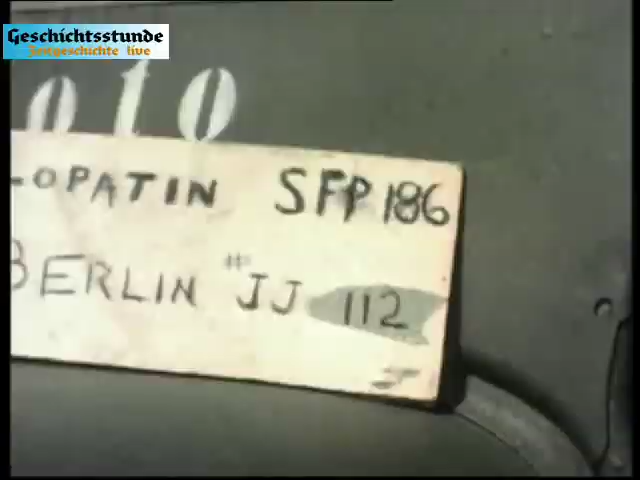 Geschichtsstunde
Zeitgeschichte live
010
LOPATIN SFP 186
BERLIN "JJ 112